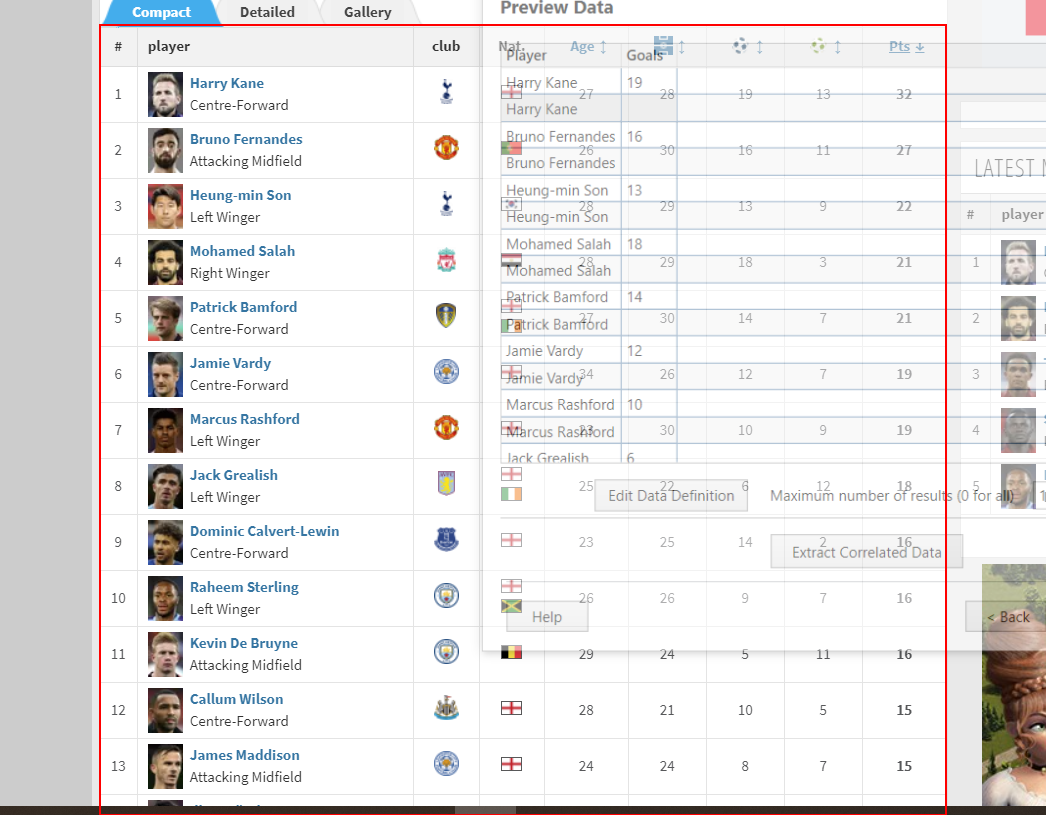 Compact Detailed Gallery
Preview Data
# player club Nat. Age Pts
Player Goals
1 Harry Kane 27 28 19 13 32
Centre-Forward
Harry Kane 19
Harry Kane
2 Bruno Fernandes 26 30 16 11 27
Attacking Midfield
Bruno Fernandes 16
Bruno Fernandes
3 Heung-min Son 28 29 13 9 22
Left Winger
Heung-min Son 13
Heung-min Son
4 Mohamed Salah 28 29 18 3 21
Right Winger
Mohamed Salah 18
Mohamed Salah
5 Patrick Bamford 27 30 14 7 21
Centre-Forward
Patrick Bamford 14
Patrick Bamford
6 Jamie Vardy 34 26 12 7 19
Centre-Forward
Jamie Vardy 12
Jamie Vardy
7 Marcus Rashford 23 30 10 9 19
Left Winger
Marcus Rashford 10
Marcus Rashford
8 Jack Grealish 25 22 6 12 18
Left Winger
Jack Grealish 6
Edit Data Definition Maximum number of results (0 for all)
9 Dominic Calvert-Lewin 23 25 14 2 16
Centre-Forward
Extract Correlated Data
10 Raheem Sterling 26 26 9 7 16
Left Winger
Help < Back
11 Kevin De Bruyne 29 24 5 11 16
Attacking Midfield
12 Callum Wilson 28 21 10 5 15
Centre-Forward
13 James Maddison 24 24 8 7 15
Attacking Midfield
LATEST
# player
1
2
3
4
5